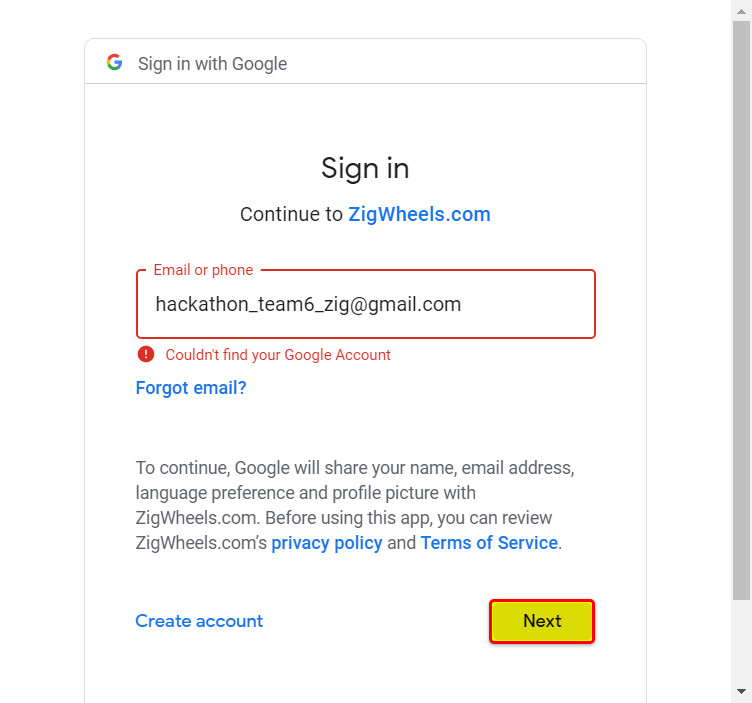 Sign in with Google
Sign in
Continue to ZigWheels.com
Email or phone
hackathon_team6_zig@gmail.com
Couldn't find your Google Account
Forgot email?
To continue, Google will share your name, email address,
language preference and profile picture with
ZigWheels.com. Before using this app, you can review
ZigWheels.com’s privacy policy and Terms of Service.
Create account
Next